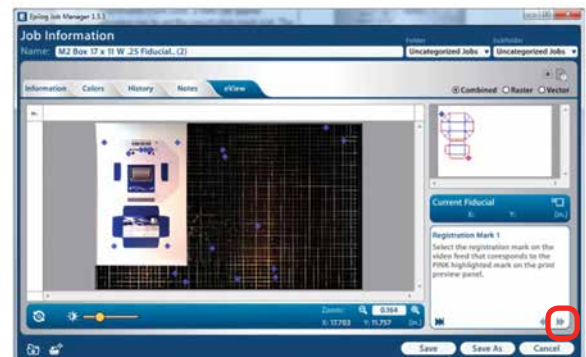 Epilog Job Manager 1.3.1
Job Information
Folder
Subfolder
Name: M2 Box 17 x 11 W .25 Fiducial.. (2)
Uncategorized Jobs
Uncategorized Jobs
Information Colors History Notes eView
Combined Raster Vector
in.
Current Fiducial
X: Y: [in.]
Registration Mark 1
Select the registration mark on the
video feed that coresponds to the
PINK highlighted mark on the print
preview panel.
Zoom: 0.364
X: 17.703 Y: 11.757 [in.]
Save Save As Cancel